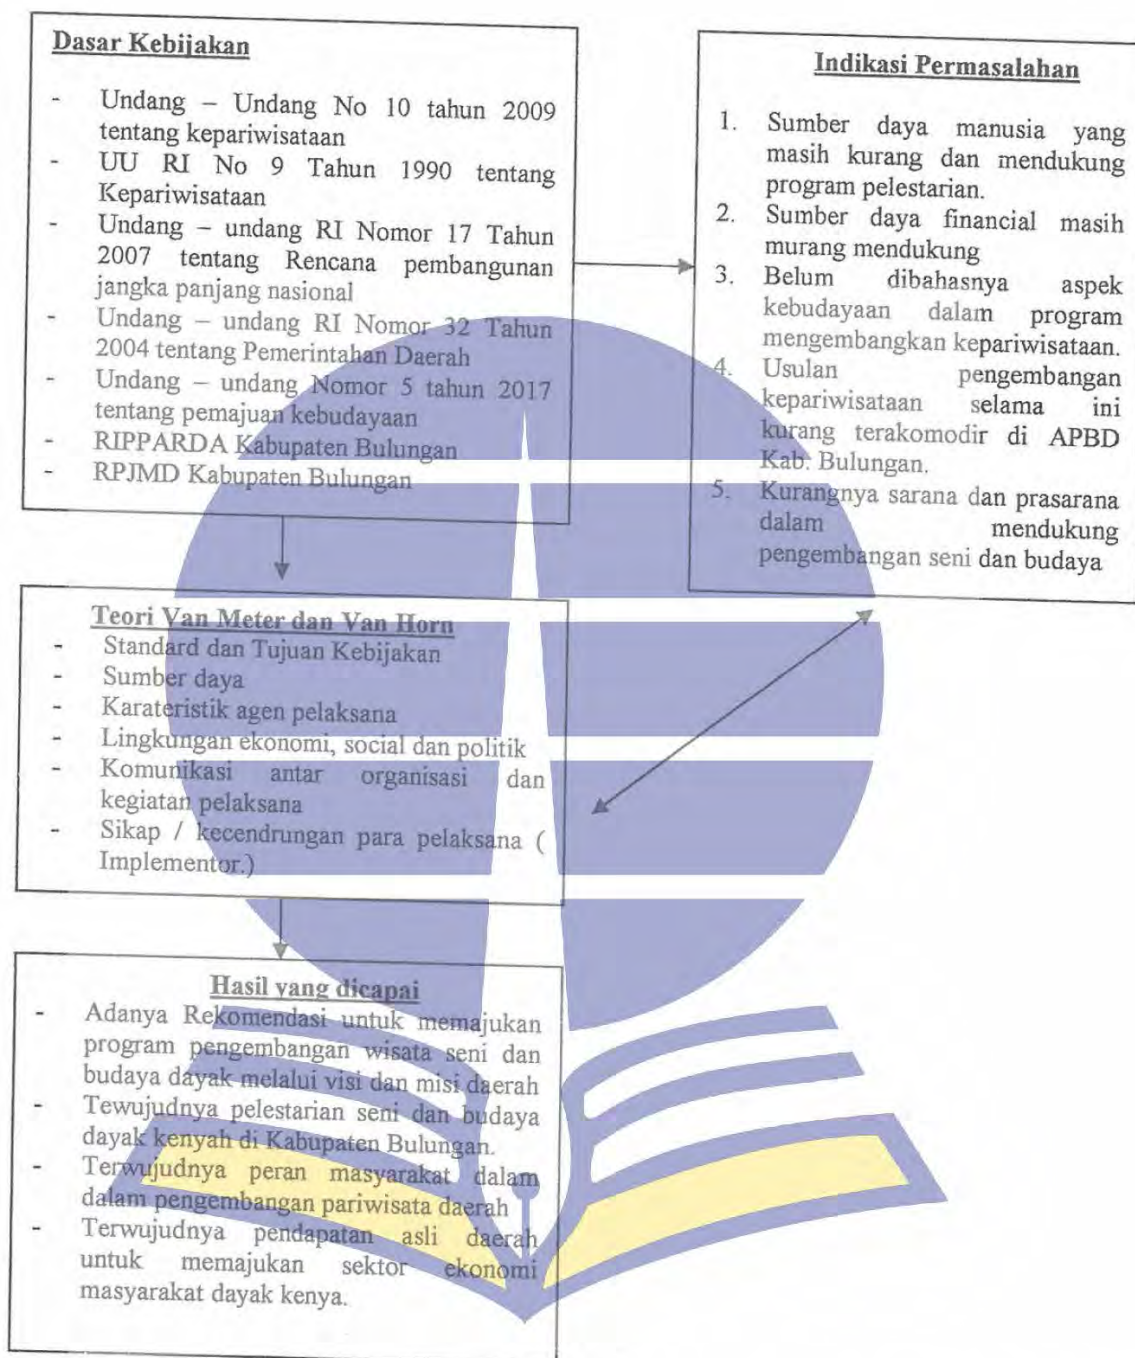 Dasar Kebijakan
- Undang – Undang No 10 tahun 2009
tentang kepariwisataan
- UU RI No 9 Tahun 1990 tentang
Kepariwisataan
- Undang – undang RI Nomor 17 Tahun
2007 tentang Rencana pembangunan
jangka panjang nasional
- Undang – undang RI Nomor 32 Tahun
2004 tentang Pemerintahan Daerah
- Undang – undang Nomor 5 tahun 2017
tentang pemajuan kebudayaan
- RIPPARDA Kabupaten Bulungan
- RPJMD Kabupaten Bulungan
Indikasi Permasalahan
1. Sumber daya manusia yang
masih kurang dan mendukung
program pelestarian.
2. Sumber daya financial masih
murang mendukung
3. Belum dibahasnya aspek
kebudayaan dalam program
mengembangkan kepariwisataan.
4. Usulan pengembangan
kepariwisataan selama ini
kurang terakomodir di APBD
Kab. Bulungan.
5. Kurangnya sarana dan prasarana
dalam mendukung
pengembangan seni dan budaya
Teori Van Meter dan Van Horn
- Standard dan Tujuan Kebijakan
- Sumber daya
- Karateristik agen pelaksana
- Lingkungan ekonomi, social dan politik
- Komunikasi antar organisasi dan
kegiatan pelaksana
- Sikap / kecendrungan para pelaksana (
Implementor.)
Hasil yang dicapai
- Adanya Rekomendasi untuk memajukan
program pengembangan wisata seni dan
budaya dayak melalui visi dan misi daerah
- Tewujudnya pelestarian seni dan budaya
dayak kenyah di Kabupaten Bulungan.
- Terwujudnya peran masyarakat dalam
dalam pengembangan pariwisata daerah
- Terwujudnya pendapatan asli daerah
untuk memajukan sektor ekonomi
masyarakat dayak kenya.